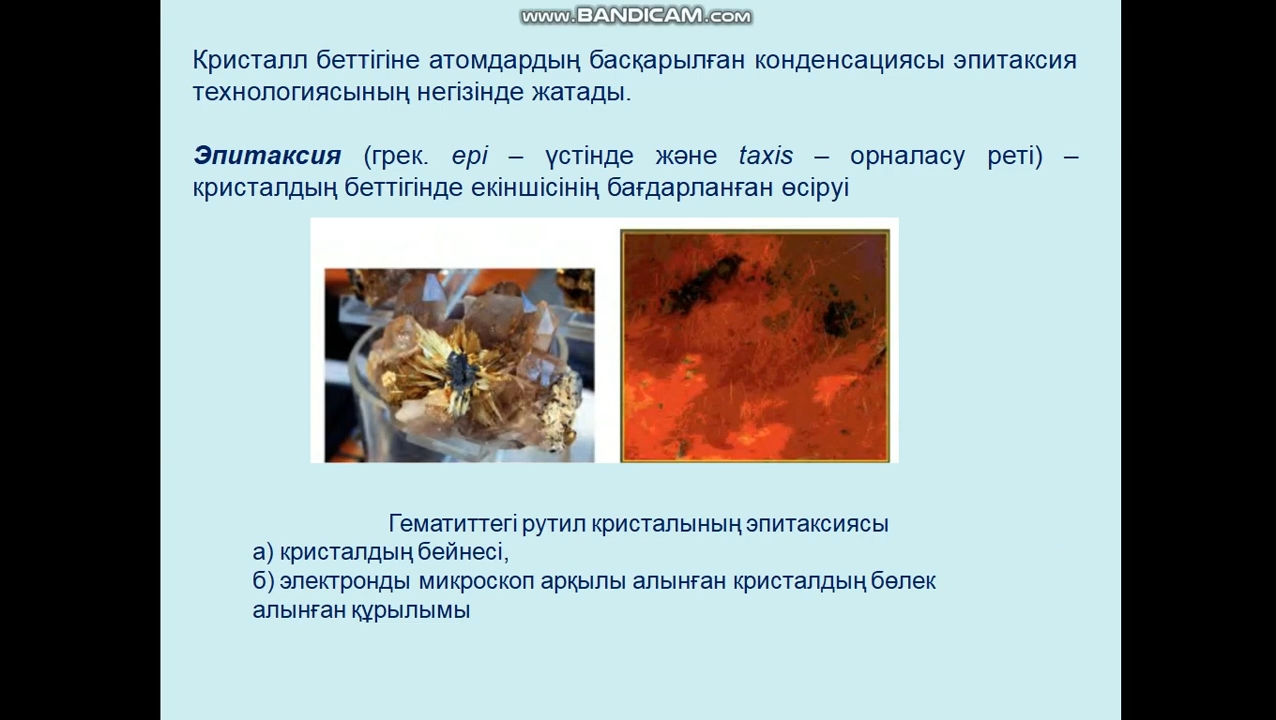 www.BANDICAM.com
Кристалл беттігіне атомдардың басқарылған конденсациясы эпитаксия
технологиясының негізінде жатады.
Эпитаксия (грек. epi – үстінде және taxis – орналасу реті) –
кристалдың беттігінде екіншісінің бағдарланған өсіруі
Гематиттегі рутил кристалының эпитаксиясы
а) кристалдың бейнесі,
б) электронды микроскоп арқылы алынған кристалдың бөлек
алынған құрылымы